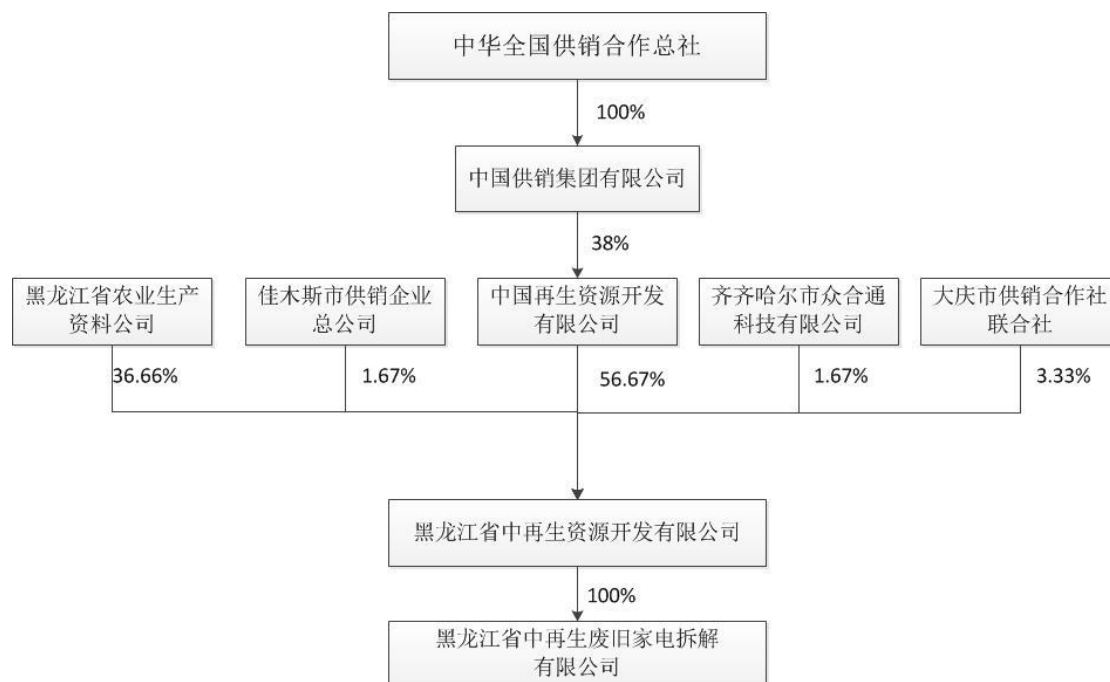 中华全国供销合作总社
100%
中国供销集团有限公司
38%
黑龙江省农业生产
资料公司
佳木斯市供销企业
总公司
中国再生资源开发
有限公司
齐齐哈尔市众合通
科技有限公司
大庆市供销合作社
联合社
36.66%
1.67%
56.67%
1.67%
3.33%
黑龙江省中再生资源开发有限公司
100%
黑龙江省中再生废旧家电拆解
有限公司